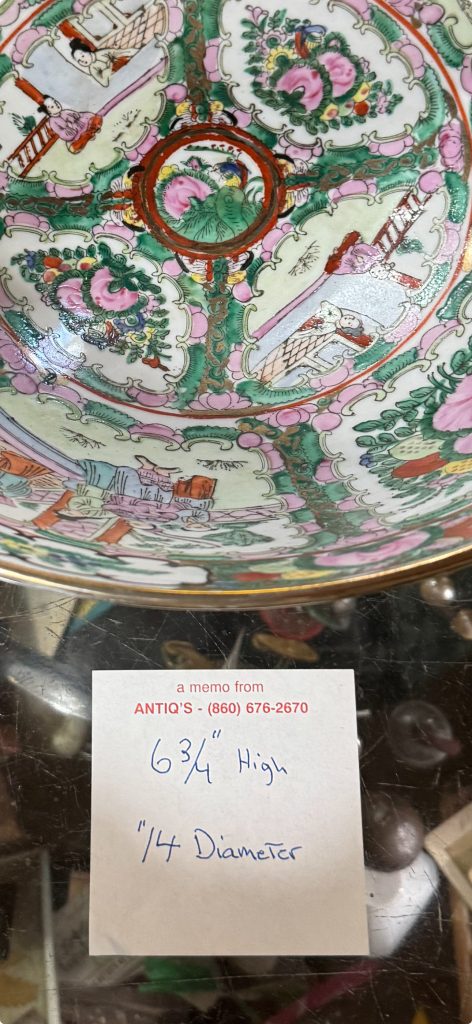 a memo from
ANTIQ'S - (860) 676-2670
6 3/4" High
"14 Diameter